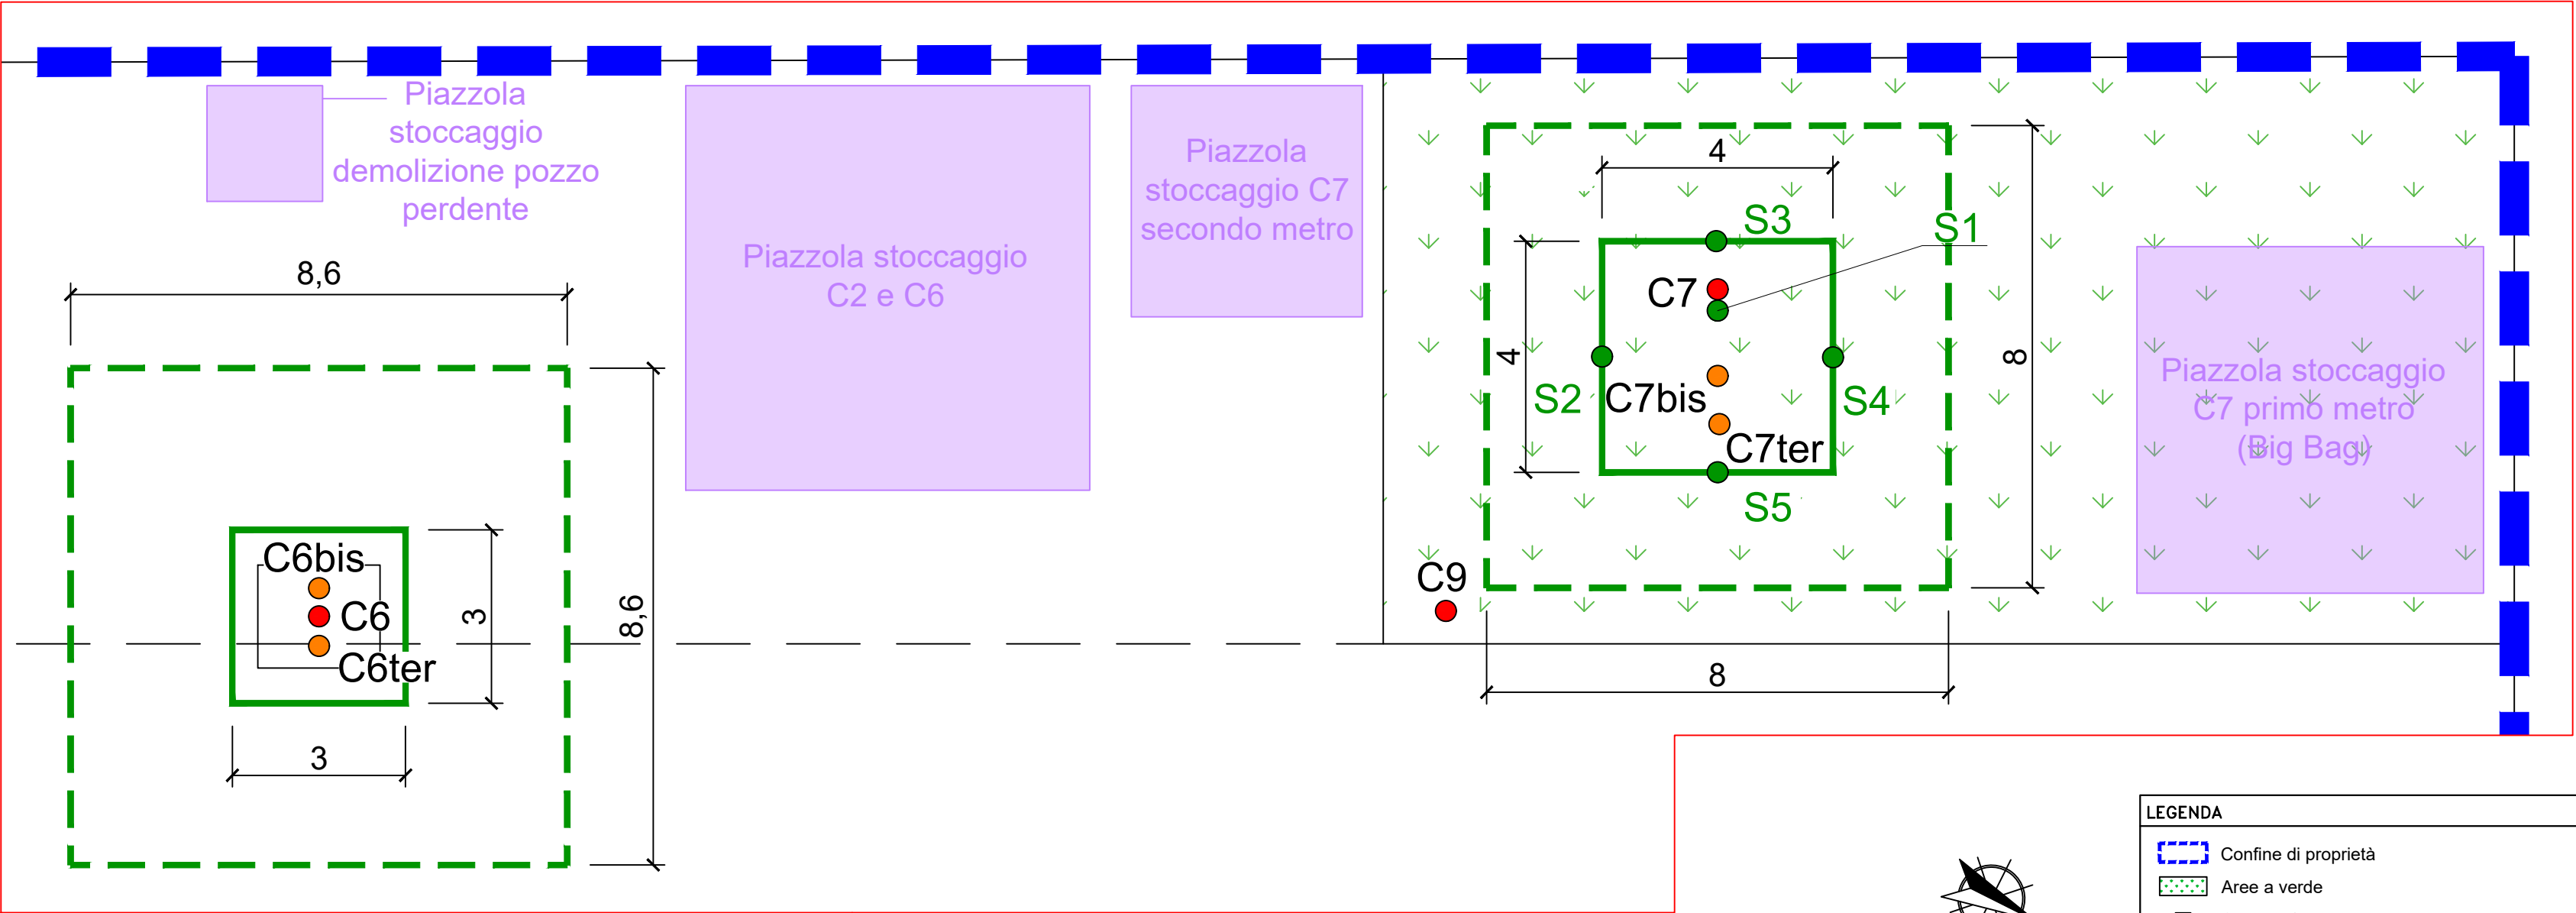 Piazzola
stoccaggio
demolizione pozzo
perdente
8,6
8,6
C6bis
C6
C6ter
3
3
Piazzola stoccaggio
C2 e C6
Piazzola
stoccaggio C7
secondo metro
4
4
S3
S1
C7
S2
C7bis
S4
C7ter
S5
8
8
C9
Piazzola stoccaggio
C7 primo metro
(Big Bag)
LEGENDA
Confine di proprietà
Aree a verde